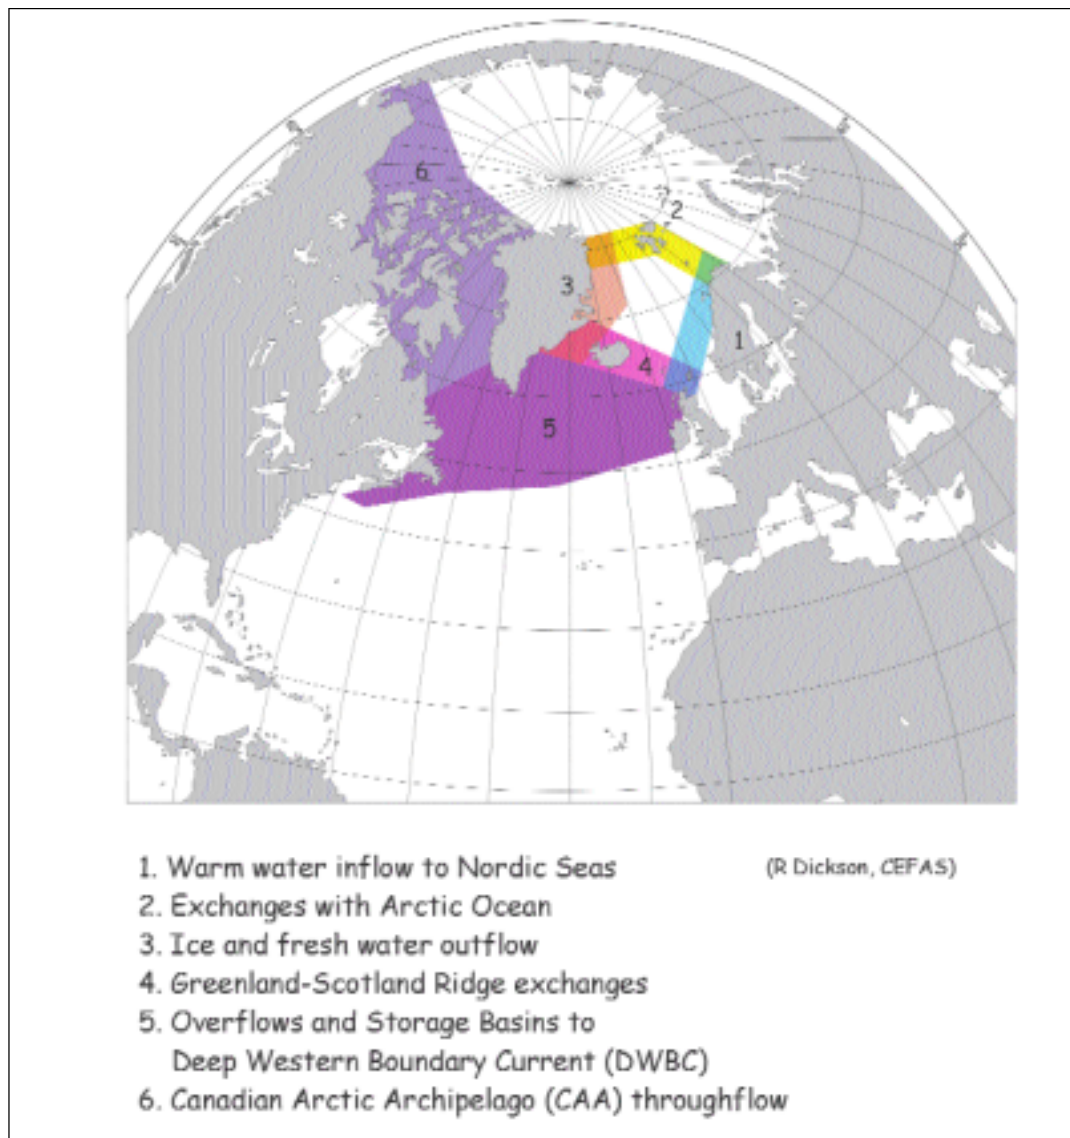 6
2
3
1
4
5
1. Warm water inflow to Nordic Seas (R Dickson, CEFAS)
2. Exchanges with Arctic Ocean
3. Ice and fresh water outflow
4. Greenland-Scotland Ridge exchanges
5. Overflows and Storage Basins to
Deep Western Boundary Current (DWBC)
6. Canadian Arctic Archipelago (CAA) throughflow